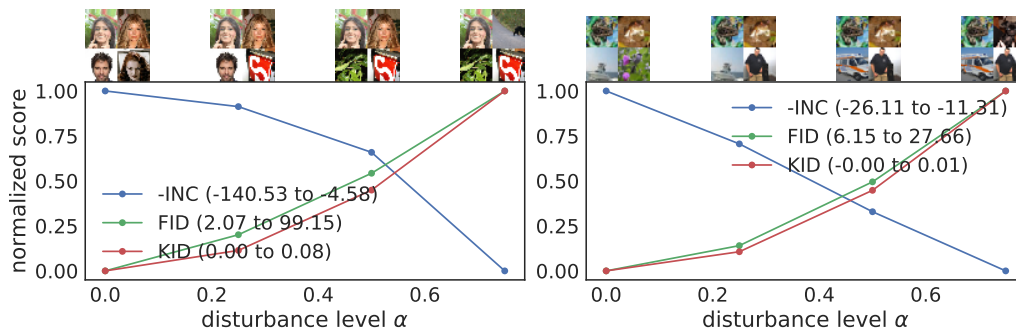 normalized score
1.00
0.75
0.50
0.25
0.00
-INC (-140.53 to -4.58)
FID (2.07 to 99.15)
KID (0.00 to 0.08)
0.0 0.2 0.4 0.6
disturbance level α
1.00
0.75
0.50
0.25
0.00
-INC (-26.11 to -11.31)
FID (6.15 to 27.66)
KID (-0.00 to 0.01)
0.0 0.2 0.4 0.6
disturbance level α